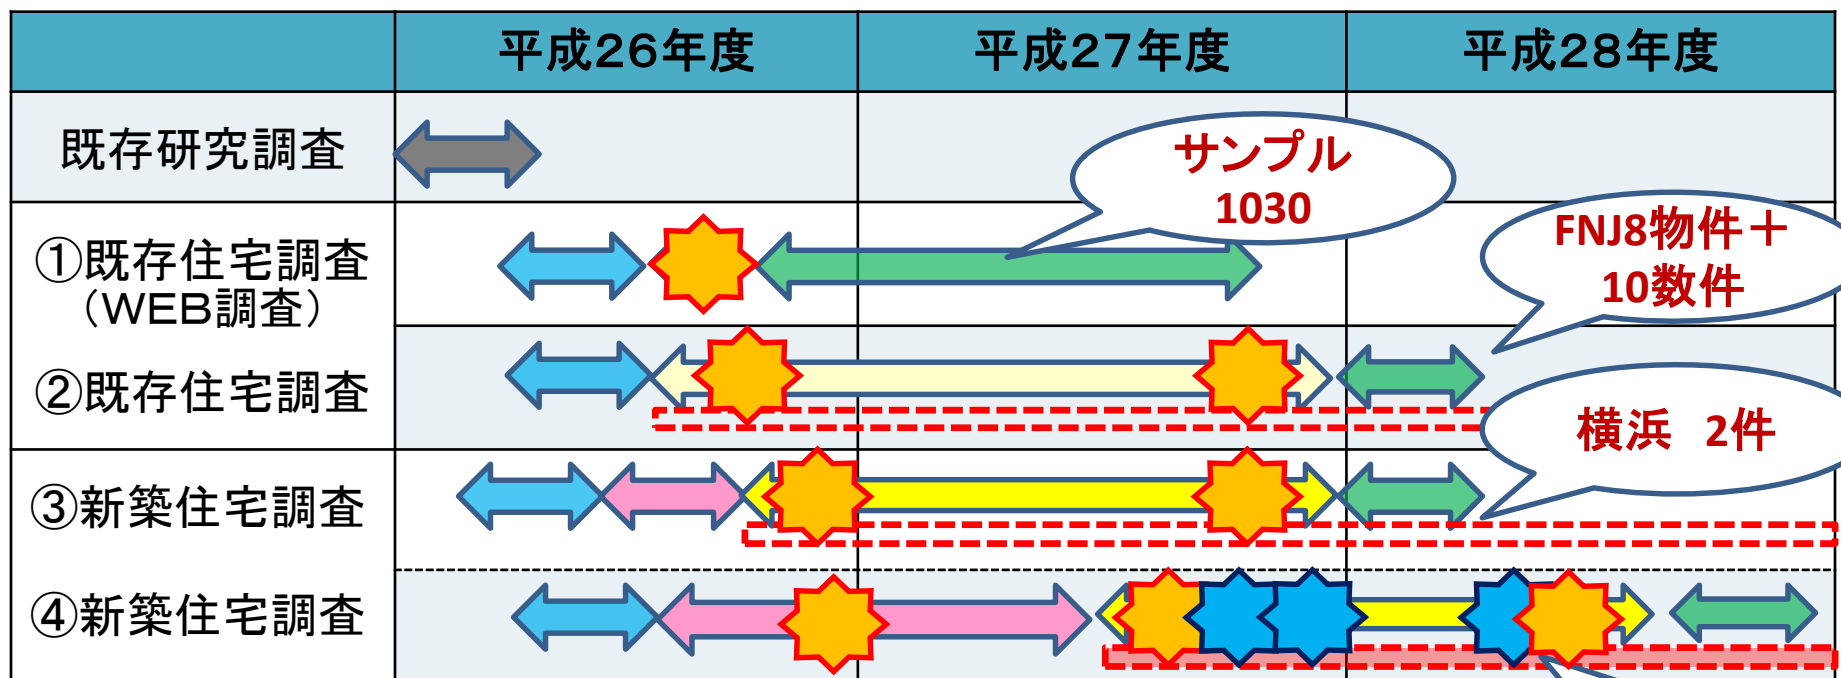 平成26年度 平成27年度 平成28年度
既存研究調査
サンプル
1030
①既存住宅調査
（WEB調査）
FNJ8物件＋
10数件
②既存住宅調査
横浜　2件
③新築住宅調査
④新築住宅調査